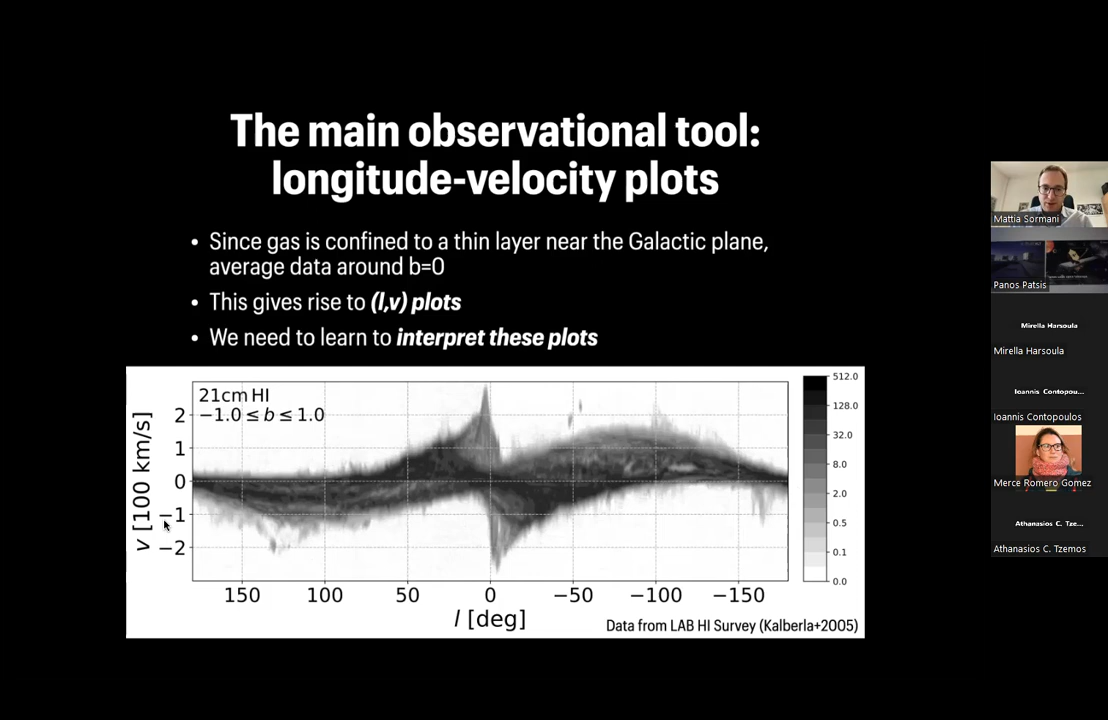 The main observational tool:
longitude-velocity plots
• Since gas is confined to a thin layer near the Galactic plane,
average data around b=0
• This gives rise to (l,v) plots
• We need to learn to interpret these plots
21cm HI
−1.0 ≤ b ≤ 1.0
v [100 km/s]
2
1
0
−1
−2
150 100 50 0 −50 −100 −150
l [deg]
512.0
128.0
32.0
8.0
2.0
0.5
0.1
0.0
Data from LAB HI Survey (Kalberla+2005)
Mattia Sormani
Panos Patsis
Mirella Harsoula
Mirella Harsoula
Ioannis Contopou...
Ioannis Contopoulos
Merce Romero Gomez
Athanasios C. Tze...
Athanasios C. Tzemos